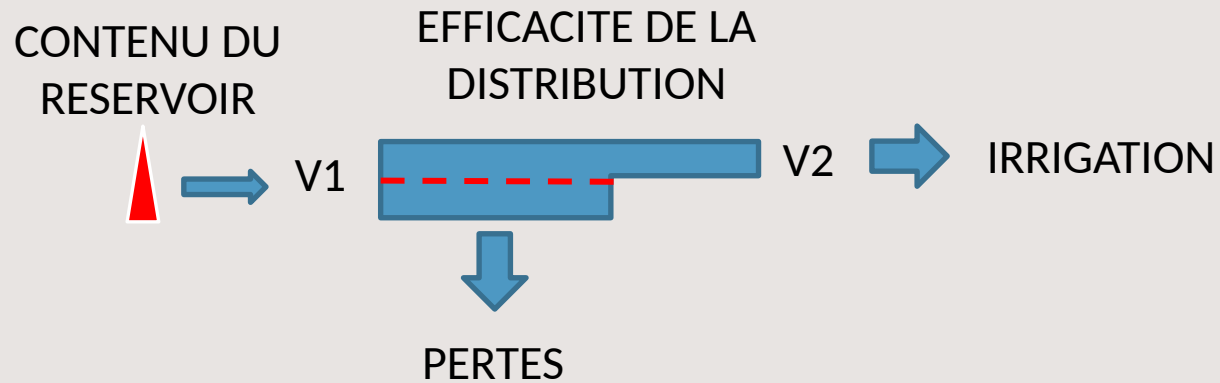 CONTENU DU
RESERVOIR
EFFICACITE DE LA
DISTRIBUTION
V1
V2
IRRIGATION
PERTES